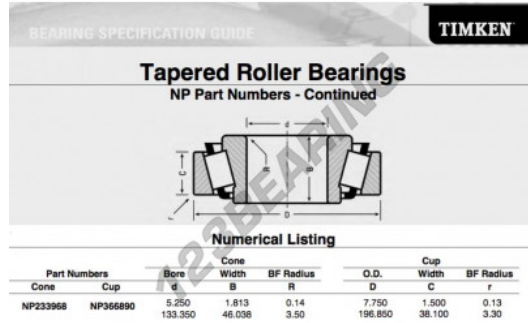 BEARING SPECIFICATION GUIDE
TIMKEN
Tapered Roller Bearings
NP Part Numbers - Continued
d
C
R
B
r
D
123BEARING
Numerical Listing
Cone Cup
Part Numbers Bore Width BF Radius O.D. Width BF Radius
Cone Cup d B R D C r
NP233968 NP366890 5.250 1.813 0.14 7.750 1.500 0.13
133.350 46.038 3.50 196.850 38.100 3.30